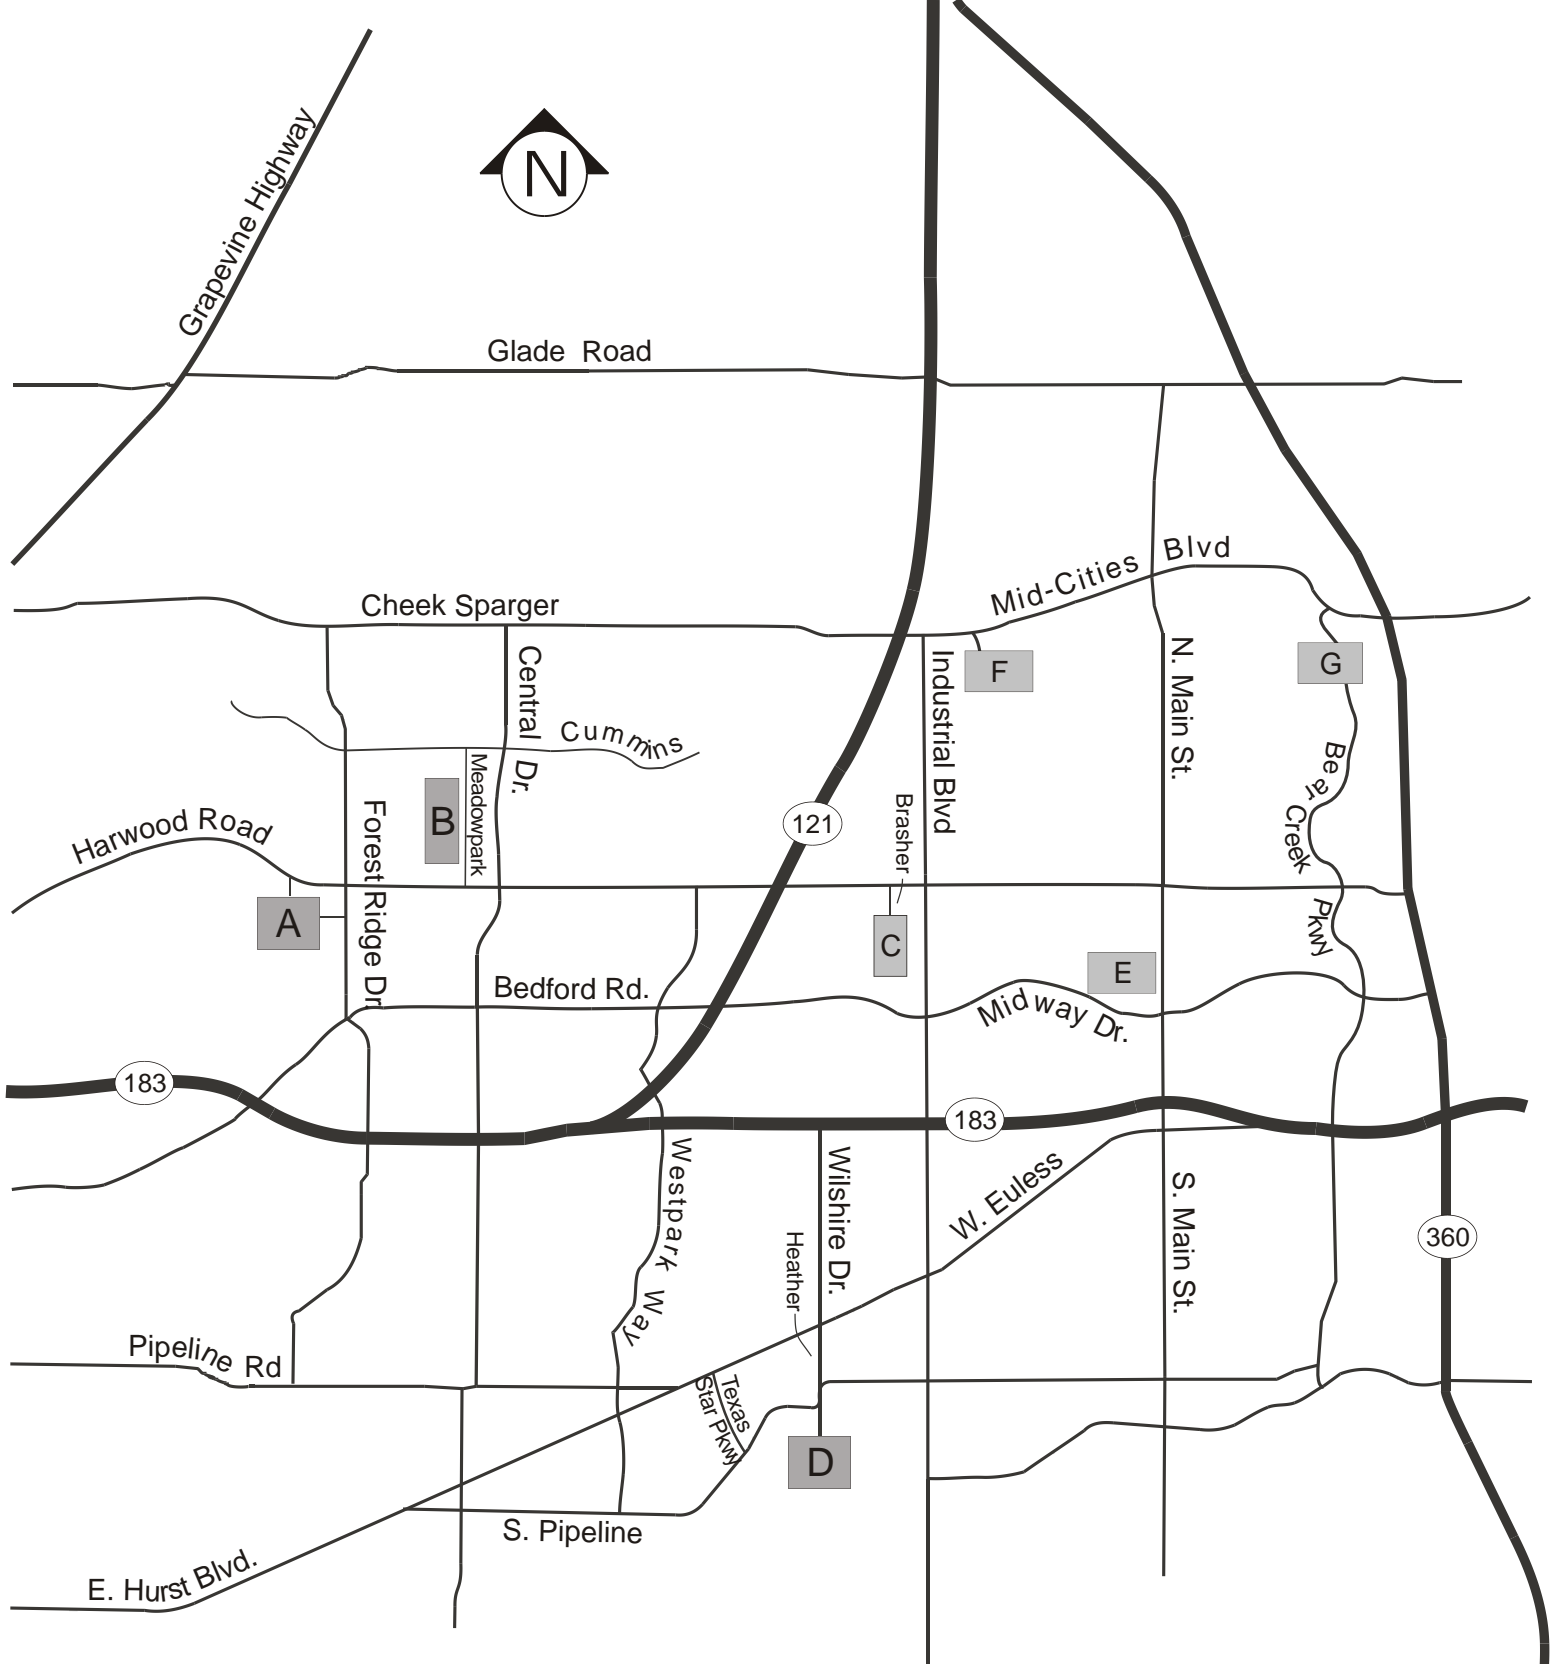 Grapevine Highway
N
Glade Road
Mid-Cities Blvd
Cheek Sparger
Central Dr.
Industrial Blvd
F
N. Main St.
G
Cummins
Meadowpark
B
Forest Ridge Dr
121
Brasher
Bear Creek Pkwy
Harwood Road
A
C
E
Bedford Rd.
Midway Dr.
183
183
Westpark Way
Wilshire Dr.
Heather
W. Euless
S. Main St.
360
Pipeline Rd
Texas
Star Pkwy
D
S. Pipeline
E. Hurst Blvd.